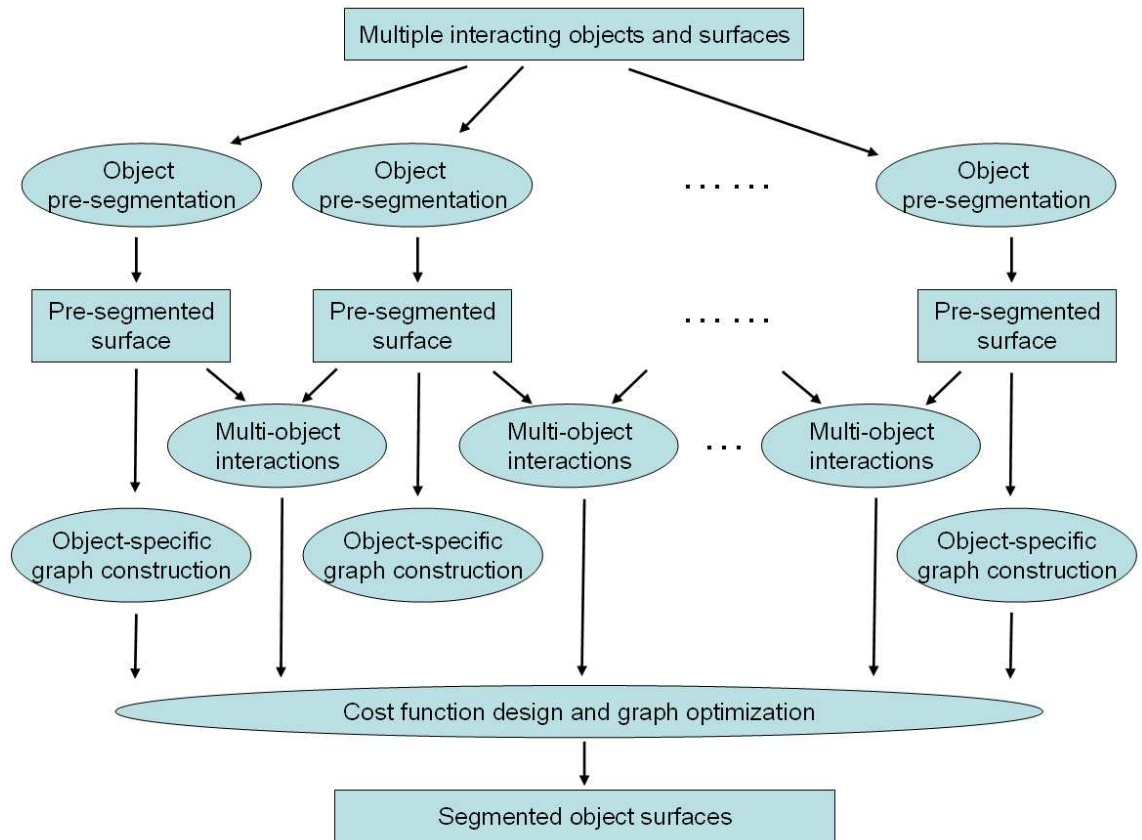 Multiple interacting objects and surfaces
Object
pre-segmentation
Object
pre-segmentation
... ...
Object
pre-segmentation
Pre-segmented
surface
Pre-segmented
surface
... ...
Pre-segmented
surface
Multi-object
interactions
Multi-object
interactions
...
Multi-object
interactions
Object-specific
graph construction
Object-specific
graph construction
Object-specific
graph construction
Cost function design and graph optimization
Segmented object surfaces